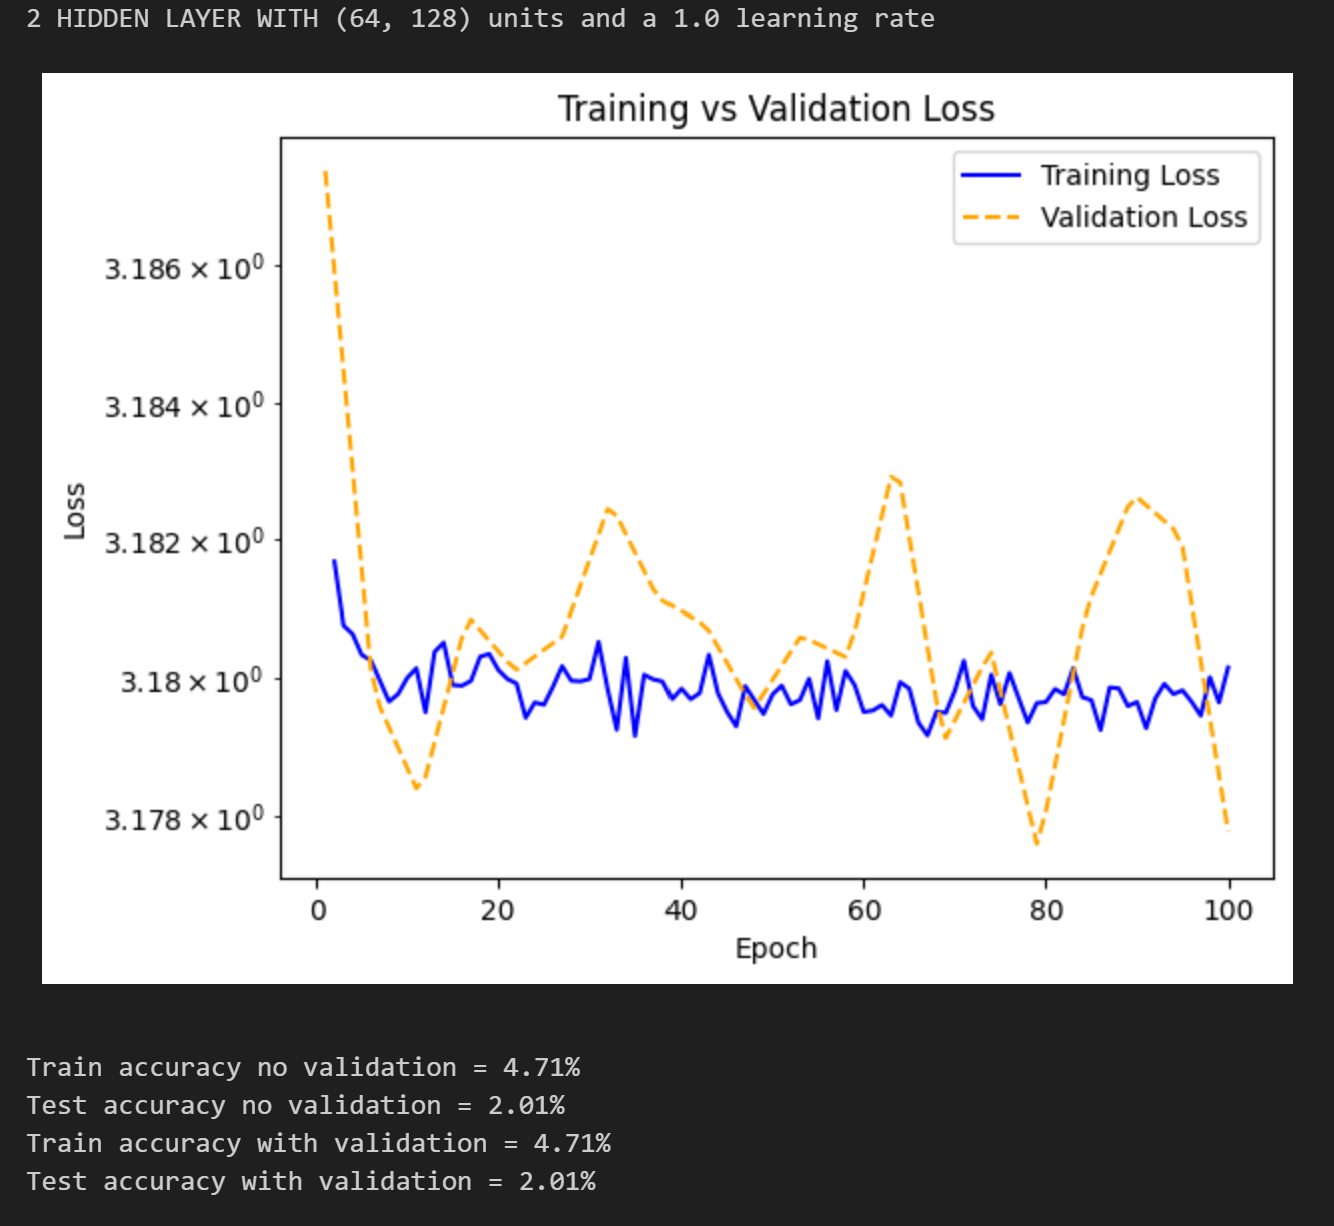 2 HIDDEN LAYER WITH (64, 128) units and a 1.0 learning rate
Training vs Validation Loss
Training Loss
Validation Loss
3.186 × 10⁰
3.184 × 10⁰
3.182 × 10⁰
3.18 × 10⁰
3.178 × 10⁰
Loss
0 20 40 60 80 100
Epoch
Train accuracy no validation = 4.71%
Test accuracy no validation = 2.01%
Train accuracy with validation = 4.71%
Test accuracy with validation = 2.01%